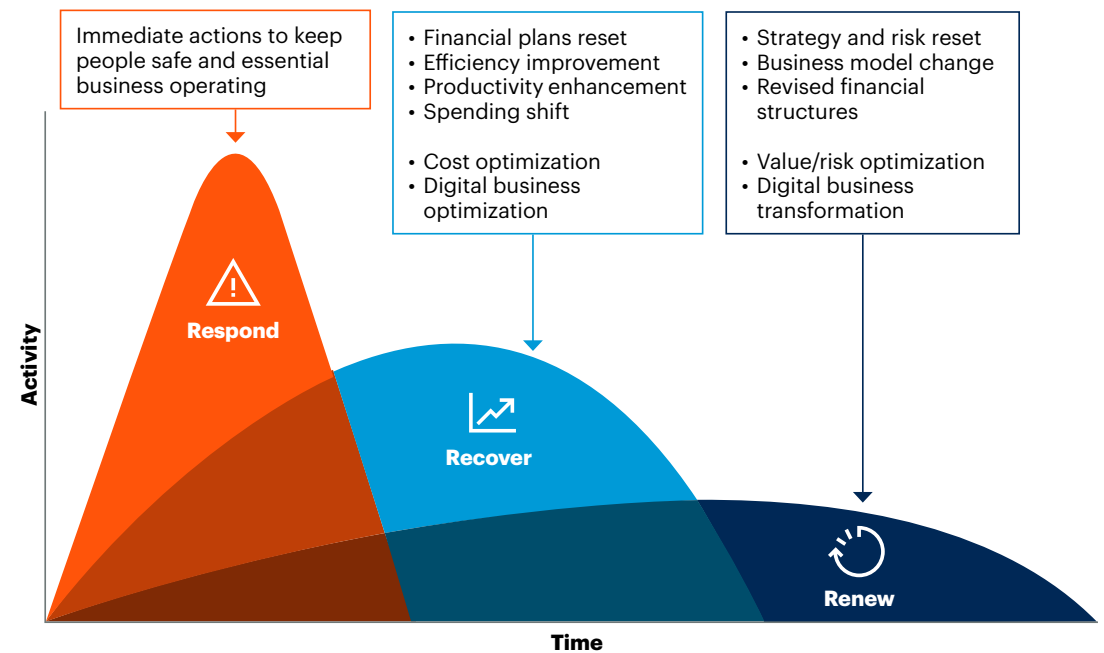 Immediate actions to keep
people safe and essential
business operating
• Financial plans reset
• Efficiency improvement
• Productivity enhancement
• Spending shift
• Cost optimization
• Digital business
optimization
• Strategy and risk reset
• Business model change
• Revised financial
structures
• Value/risk optimization
• Digital business
transformation
Respond
Recover
Renew
Activity
Time